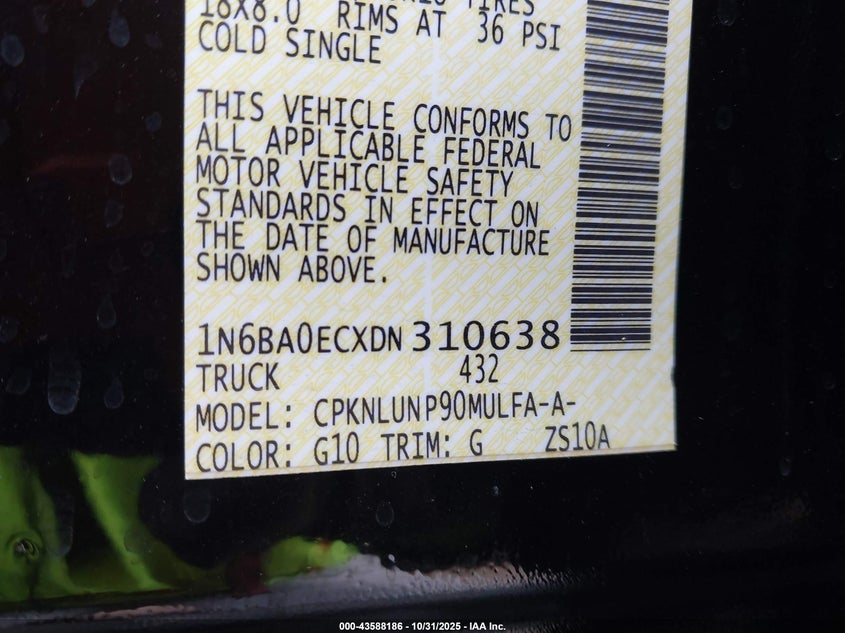 18X8.0 RIMS AT 36 PSI
COLD SINGLE
THIS VEHICLE CONFORMS TO
ALL APPLICABLE FEDERAL
MOTOR VEHICLE SAFETY
STANDARDS IN EFFECT ON
THE DATE OF MANUFACTURE
SHOWN ABOVE.
1N6BA0ECXDN310638
TRUCK 432
MODEL: CPKNLUNP90MULFA-A-
COLOR: G10 TRIM: G ZS10A
000-43588186 - 10/31/2025 - IAA Inc.